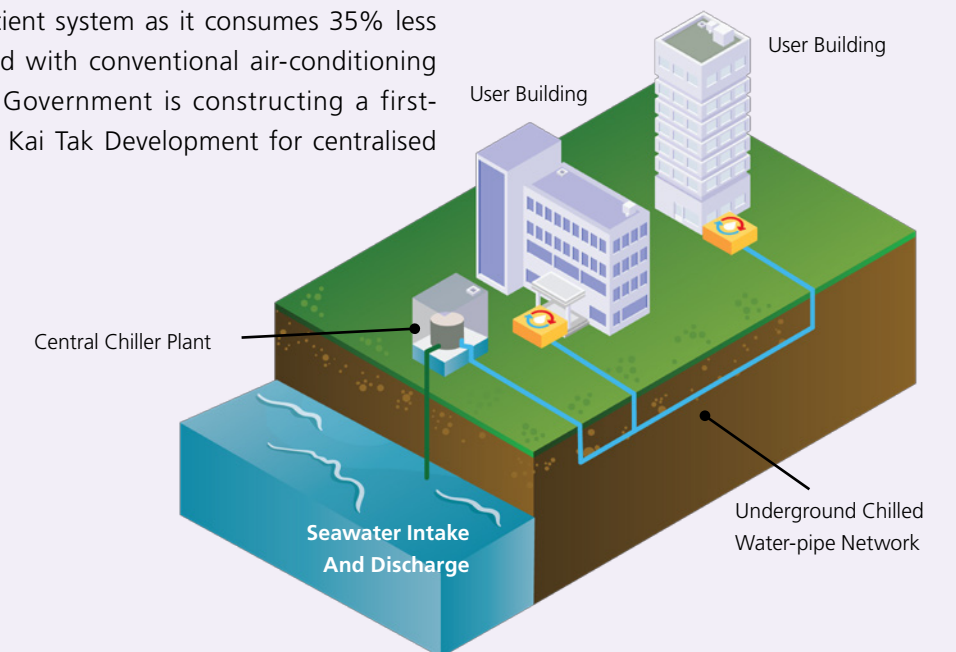 cient system as it consumes 35% less
d with conventional air-conditioning
Government is constructing a first-
Kai Tak Development for centralised
User Building
User Building
Central Chiller Plant
Underground Chilled
Water-pipe Network
Seawater Intake
And Discharge